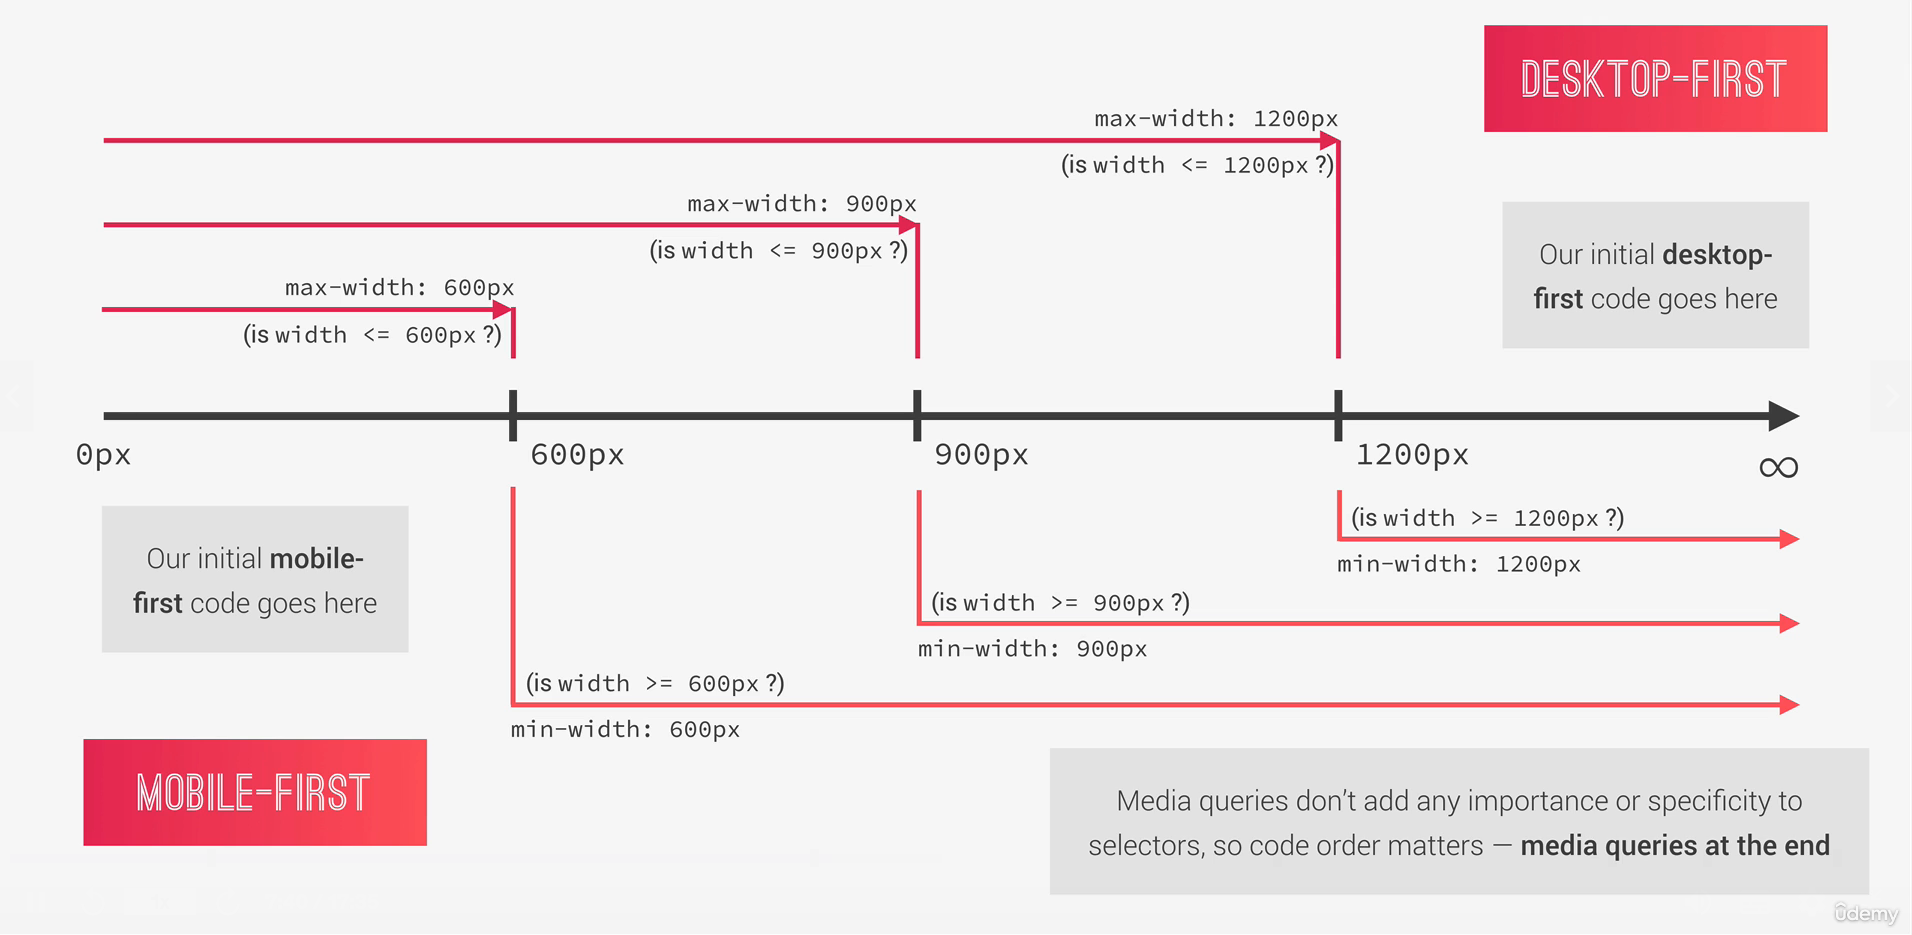 DESKTOP-FIRST
max-width: 1200px
(is width <= 1200px ?)
max-width: 900px
(is width <= 900px ?)
Our initial desktop-
first code goes here
max-width: 600px
(is width <= 600px ?)
0px
600px
900px
1200px
∞
(is width >= 1200px ?)
min-width: 1200px
Our initial mobile-
first code goes here
(is width >= 900px ?)
min-width: 900px
(is width >= 600px ?)
min-width: 600px
MOBILE-FIRST
Media queries don’t add any importance or specificity to
selectors, so code order matters — media queries at the end
ûdemy